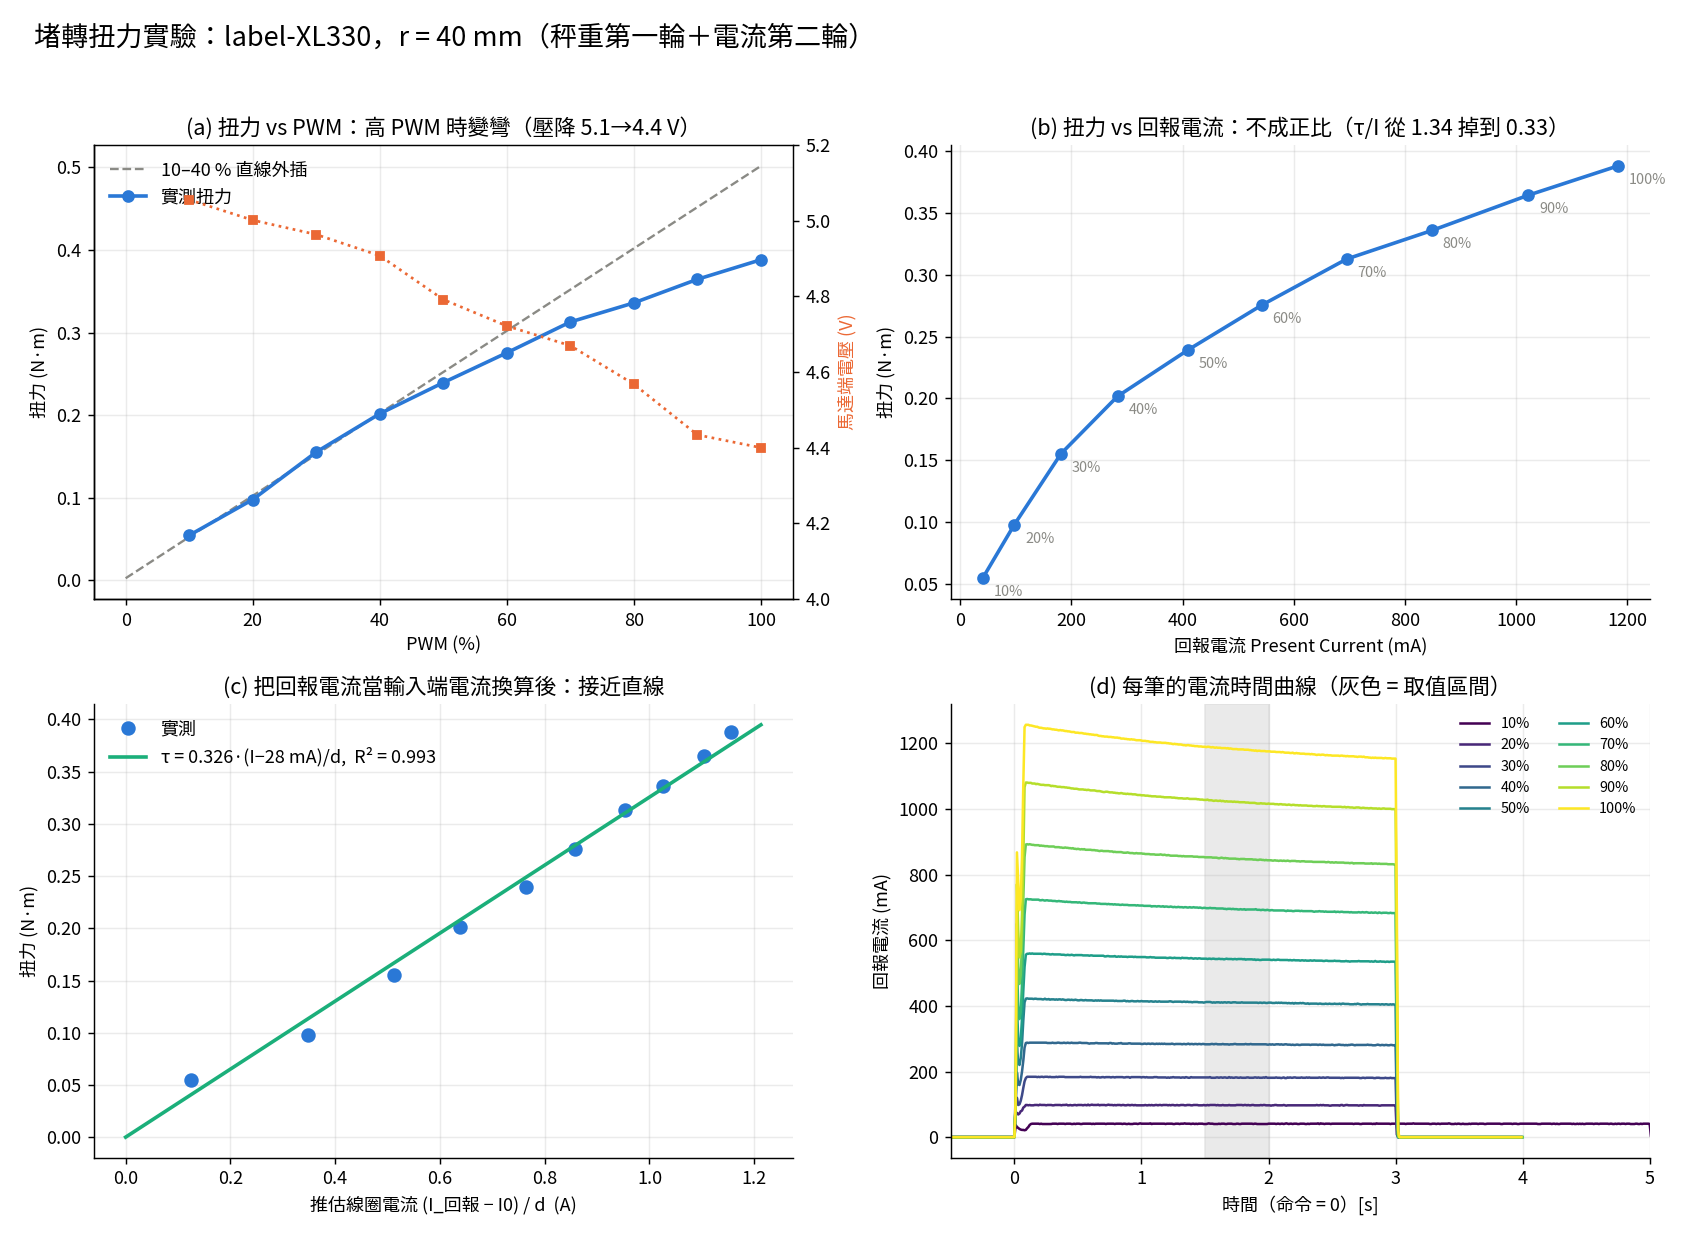 堵轉扭力實驗：label-XL330，r = 40 mm（秤重第一輪＋電流第二輪）
(a) 扭力 vs PWM：高 PWM 時變彎（壓降 5.1→4.4 V）
10–40 % 直線外插
實測扭力
扭力 (N·m)
0.5
0.4
0.3
0.2
0.1
0.0
5.2
5.0
4.8
4.6
4.4
4.2
4.0
馬達端電壓 (V)
0 20 40 60 80 100
PWM (%)
(b) 扭力 vs 回報電流：不成正比（τ/I 從 1.34 掉到 0.33）
扭力 (N·m)
0.40
0.35
0.30
0.25
0.20
0.15
0.10
0.05
100%
90%
80%
70%
60%
50%
40%
30%
20%
10%
0 200 400 600 800 1000 1200
回報電流 Present Current (mA)
(c) 把回報電流當輸入端電流換算後：接近直線
實測
τ = 0.326·(I−28 mA)/d, R² = 0.993
扭力 (N·m)
0.40
0.35
0.30
0.25
0.20
0.15
0.10
0.05
0.00
0.0 0.2 0.4 0.6 0.8 1.0 1.2
推估線圈電流 (I_回報 − I0) / d (A)
(d) 每筆的電流時間曲線（灰色 = 取值區間）
10% 60%
20% 70%
30% 80%
40% 90%
50% 100%
回報電流 (mA)
1200
1000
800
600
400
200
0
0 1 2 3 4 5
時間（命令 = 0）[s]